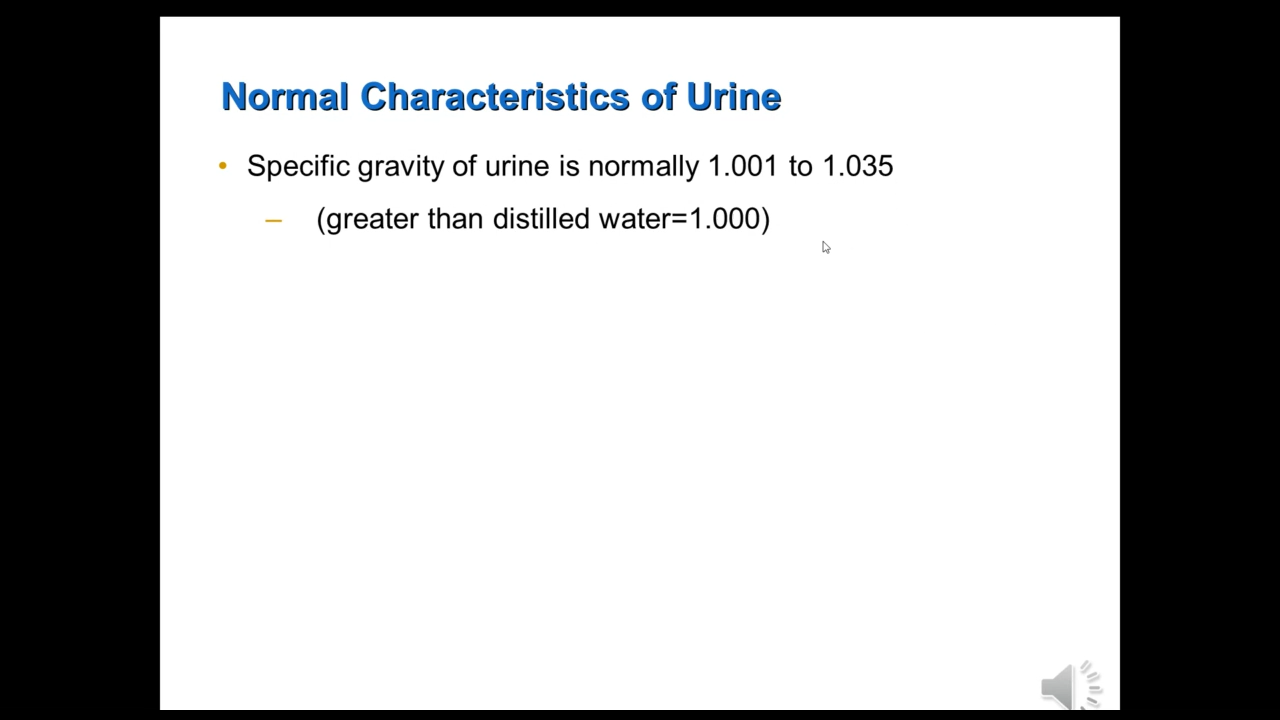 Normal Characteristics of Urine
• Specific gravity of urine is normally 1.001 to 1.035
– (greater than distilled water=1.000)